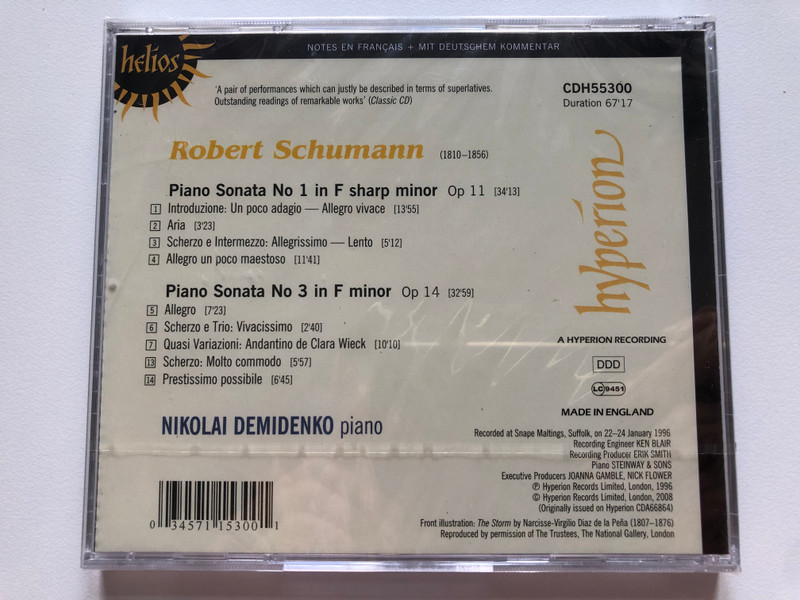 helios
NOTES EN FRANÇAIS + MIT DEUTSCHEM KOMMENTAR
'A pair of performances which can justly be described in terms of superlatives.
Outstanding readings of remarkable works' (Classic CD)
CDH55300
Duration 67'17
Robert Schumann (1810–1856)
Piano Sonata No 1 in F sharp minor Op 11 [34'13]
1 Introduzione: Un poco adagio — Allegro vivace [13'55]
2 Aria [3'23]
3 Scherzo e Intermezzo: Allegrissimo — Lento [5'12]
4 Allegro un poco maestoso [11'41]
Piano Sonata No 3 in F minor Op 14 [32'59]
5 Allegro [7'23]
6 Scherzo e Trio: Vivacissimo [2'40]
7 Quasi Variazioni: Andantino de Clara Wieck [10'10]
13 Scherzo: Molto commodo [5'57]
14 Prestissimo possibile [6'45]
NIKOLAI DEMIDENKO piano
hyperion
A HYPERION RECORDING
DDD
LC 9451
MADE IN ENGLAND
Recorded at Snape Maltings, Suffolk, on 22–24 January 1996
Recording Engineer KEN BLAIR
Recording Producer ERIK SMITH
Piano STEINWAY & SONS
Executive Producers JOANNA GAMBLE, NICK FLOWER
℗ Hyperion Records Limited, London, 1996
© Hyperion Records Limited, London, 2008
(Originally issued on Hyperion CDA66864)
Front illustration: The Storm by Narcisse-Virgilio Diaz de la Peña (1807–1876)
Reproduced by permission of The Trustees, The National Gallery, London
0 34571 15300 1